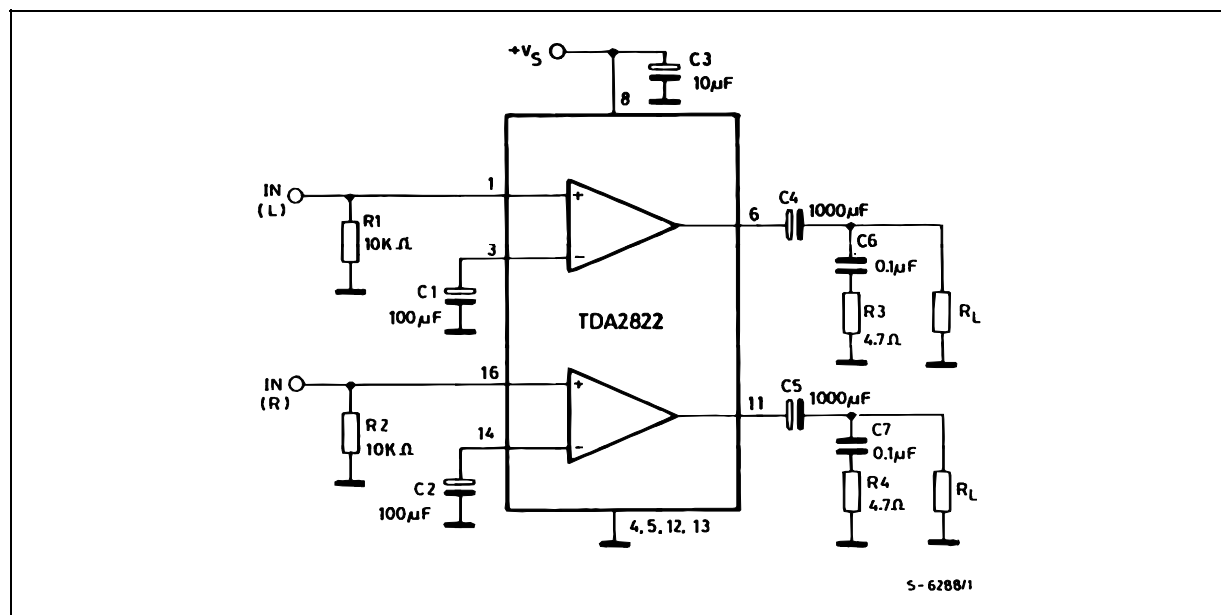 +VS
C3
10µF
8
IN
(L)
1
R1
10KΩ
3
C1
100µF
+
-
6
C4
1000µF
C6
0.1µF
R3
4.7Ω
RL
TDA2822
IN
(R)
16
R2
10KΩ
14
C2
100µF
+
-
11
C5
1000µF
C7
0.1µF
R4
4.7Ω
RL
4, 5, 12, 13
S-6288/1